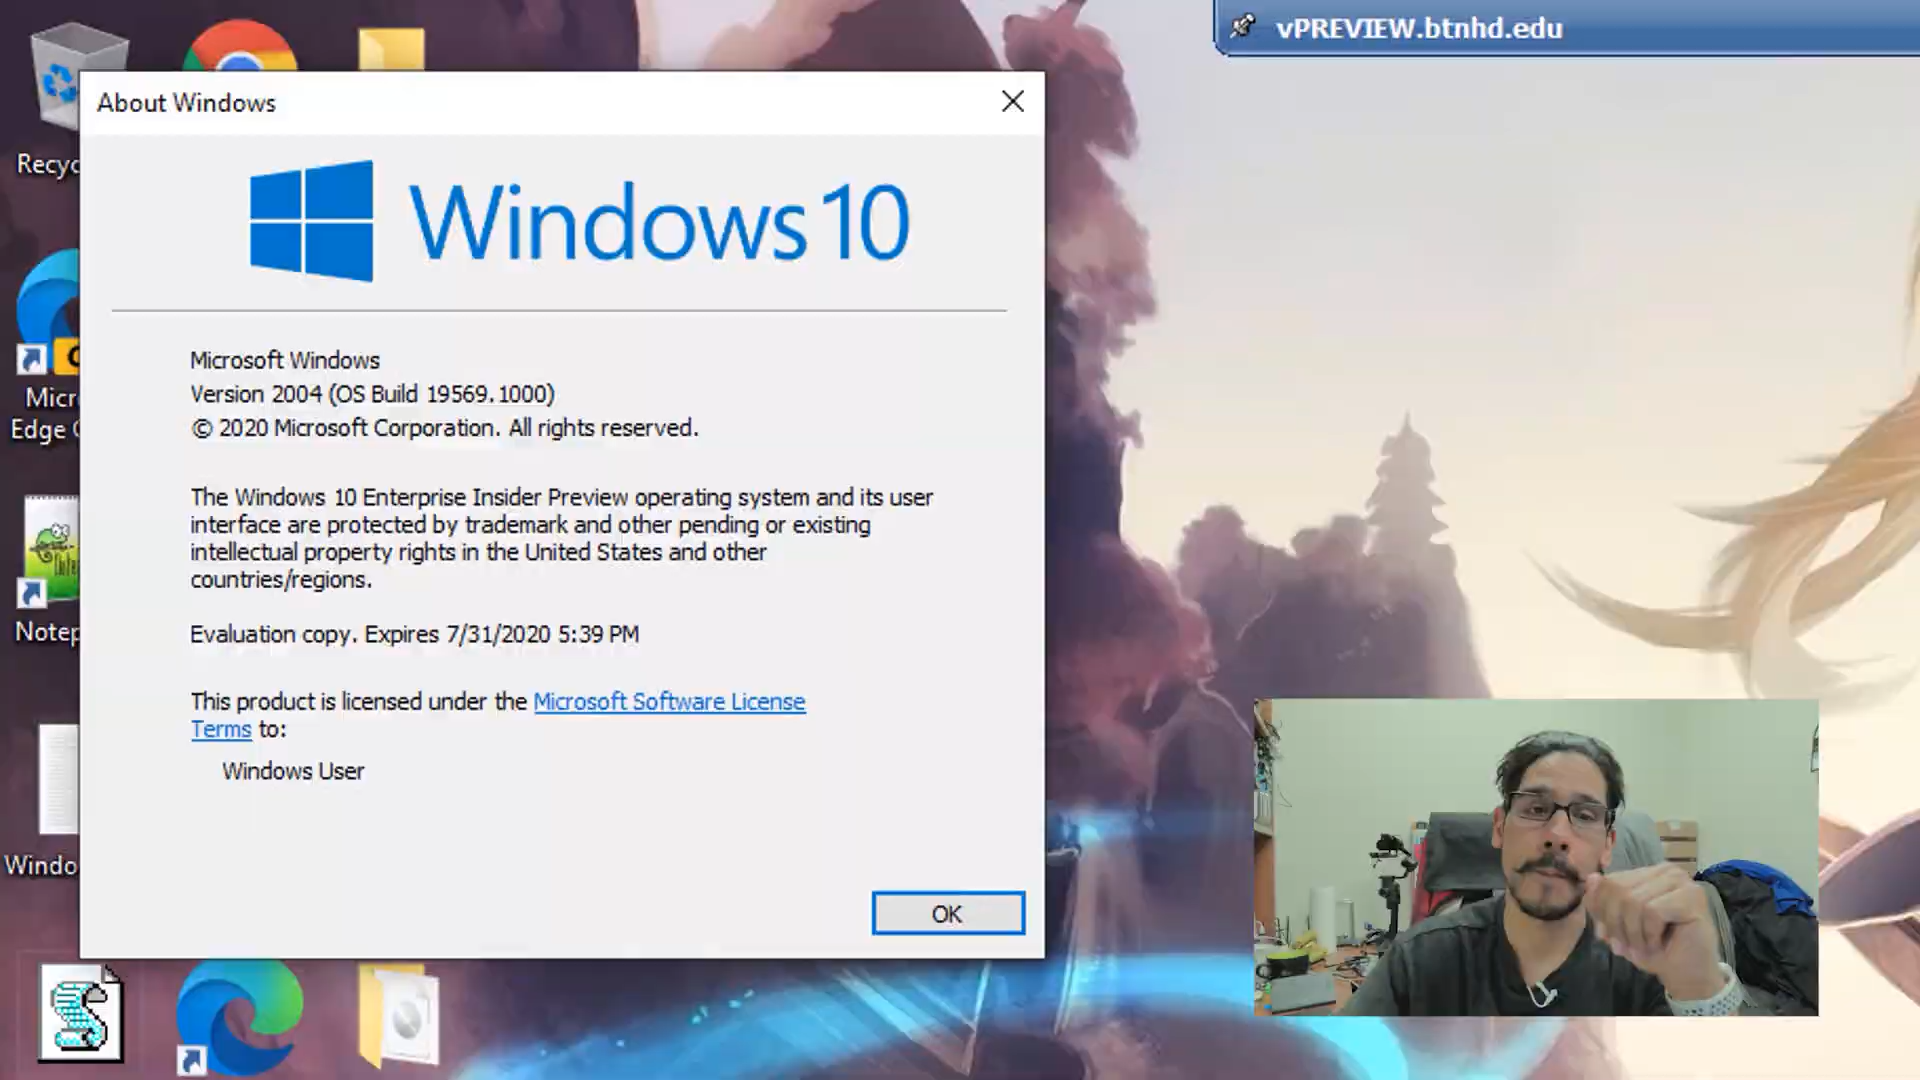 vPREVIEW.btnhd.edu
About Windows
Windows 10
Microsoft Windows
Version 2004 (OS Build 19569.1000)
© 2020 Microsoft Corporation. All rights reserved.
The Windows 10 Enterprise Insider Preview operating system and its user
interface are protected by trademark and other pending or existing
intellectual property rights in the United States and other
countries/regions.
Evaluation copy. Expires 7/31/2020 5:39 PM
This product is licensed under the Microsoft Software License
Terms to:
Windows User
OK
Recyc
Micr
Edge
Notep
Windo